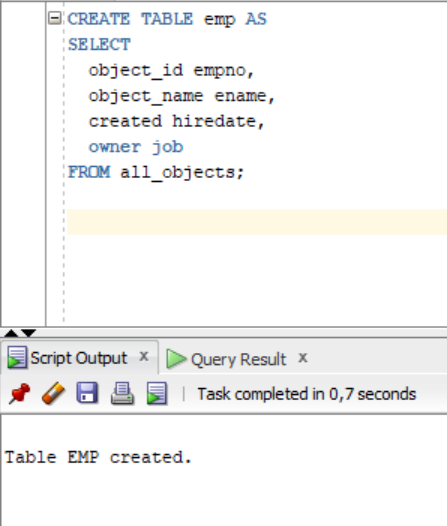 CREATE TABLE emp AS
SELECT
object_id empno,
object_name ename,
created hiredate,
owner job
FROM all_objects;
Script Output x Query Result x
Task completed in 0,7 seconds
Table EMP created.